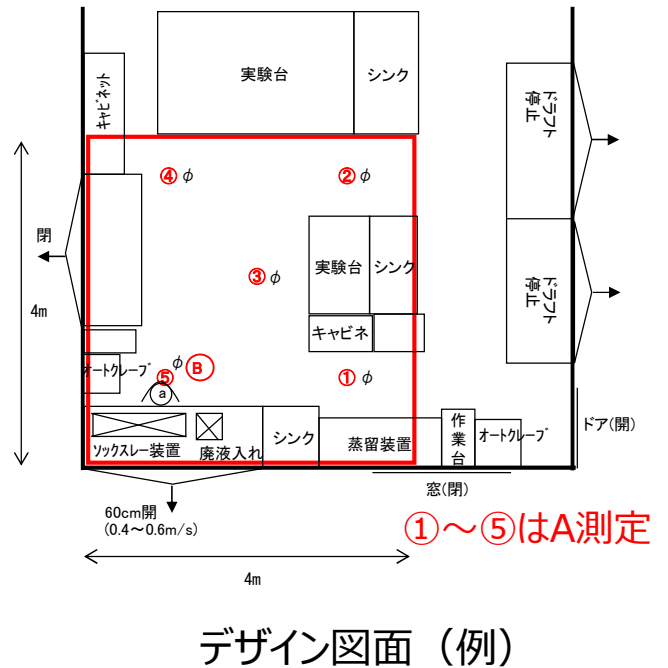 実験台
シンク
キャビネット
ドラフト
停止
④φ
②φ
閉
4m
③φ
実験台
シンク
キャビネ
ドラフト
停止
オートクレーブ
φ
B
⑤
a
①φ
ソックスレー装置
廃液入れ
シンク
蒸留装置
作業台
オートクレーブ
ドア(開)
窓(閉)
60cm開
(0.4～0.6m/s)
①～⑤はA測定
4m
デザイン図面（例）